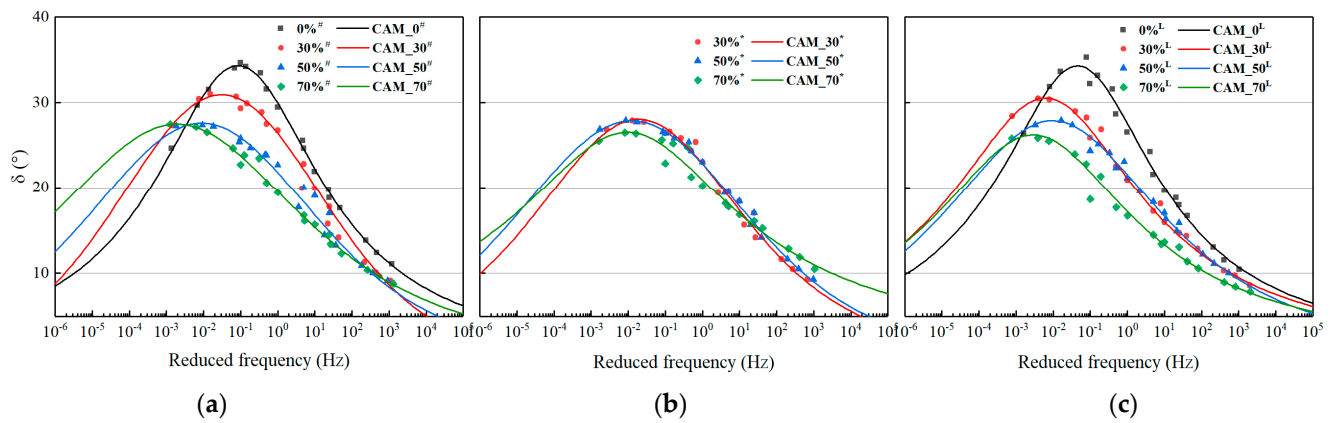 40
30
20
10
δ (°)
0%# CAM_0#
30%# CAM_30#
50%# CAM_50#
70%# CAM_70#
10-6 10-5 10-4 10-3 10-2 10-1 100 101 102 103 104
Reduced frequency (Hz)
(a)
30%* CAM_30*
50%* CAM_50*
70%* CAM_70*
10-6 10-5 10-4 10-3 10-2 10-1 100 101 102 103 104
Reduced frequency (Hz)
(b)
0%L CAM_0L
30%L CAM_30L
50%L CAM_50L
70%L CAM_70L
10-6 10-5 10-4 10-3 10-2 10-1 100 101 102 103 104 105
Reduced frequency (Hz)
(c)